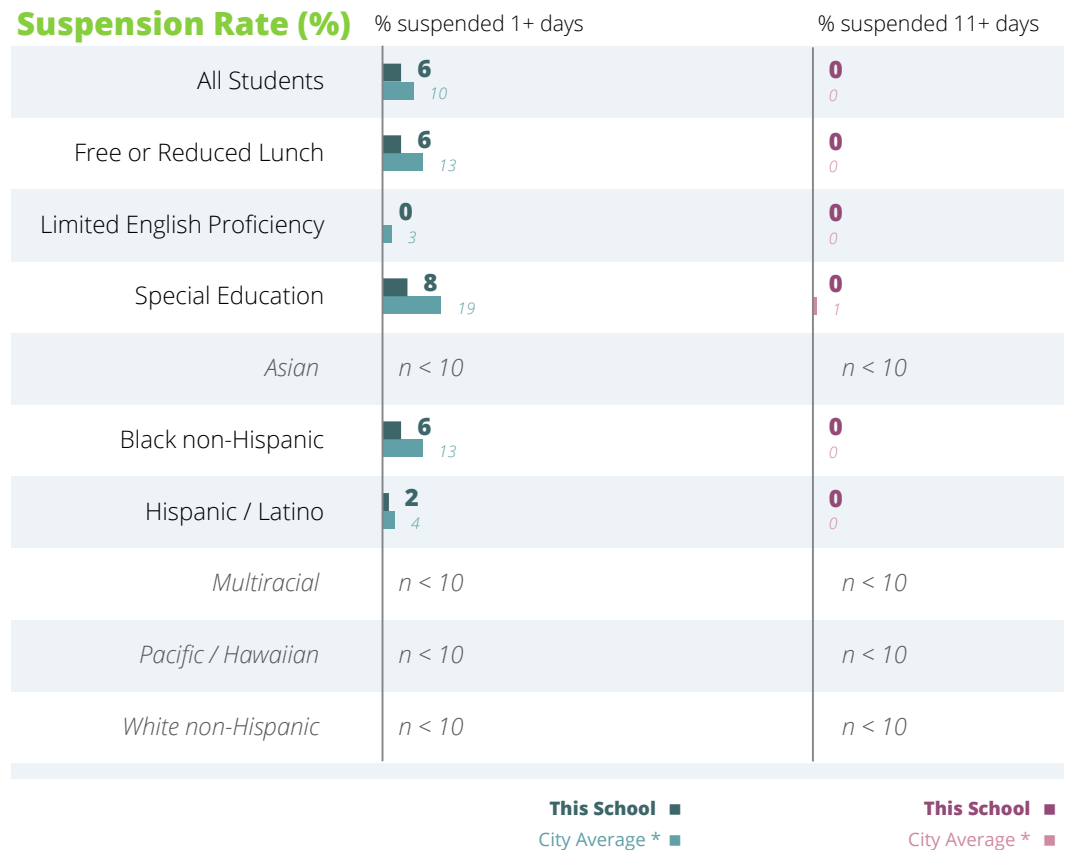 Suspension Rate (%) % suspended 1+ days % suspended 11+ days
All Students 6 0
10 0
Free or Reduced Lunch 6 0
13 0
Limited English Proficiency 0 0
3 0
Special Education 8 0
19 1
Asian n < 10 n < 10
Black non-Hispanic 6 0
13 0
Hispanic / Latino 2 0
4 0
Multiracial n < 10 n < 10
Pacific / Hawaiian n < 10 n < 10
White non-Hispanic n < 10 n < 10
This School This School
City Average * City Average *